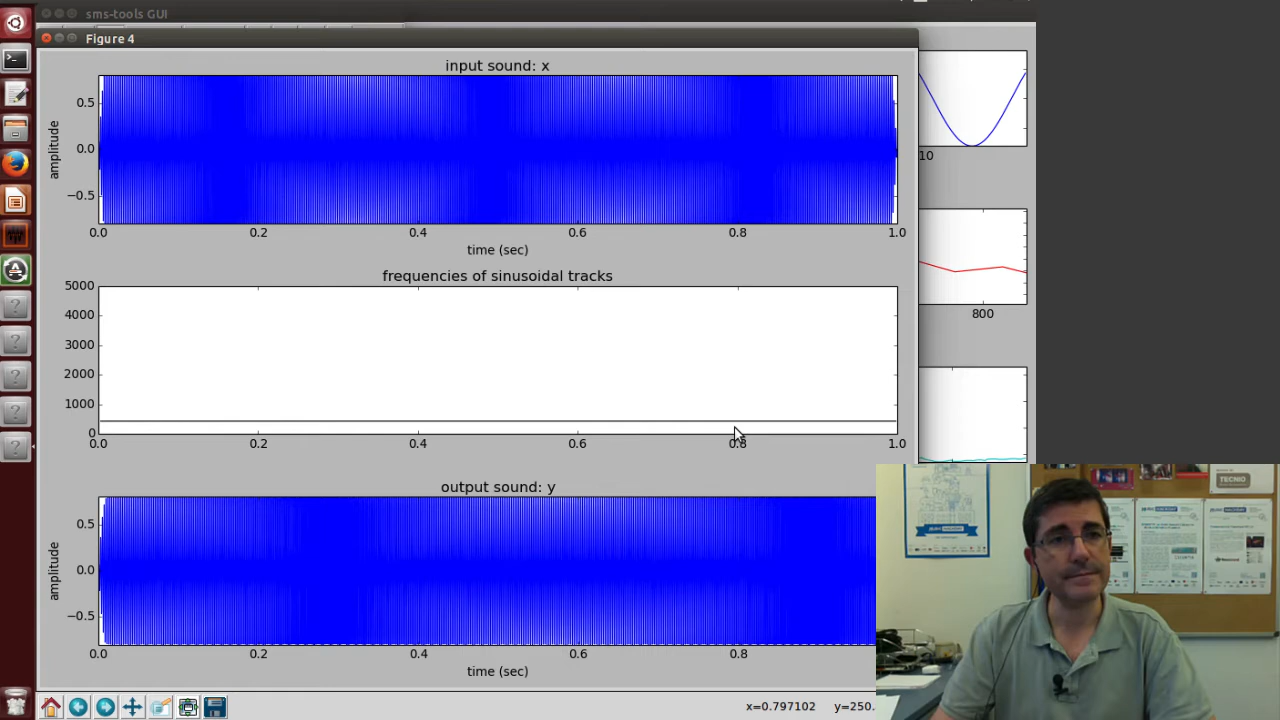 sms-tools GUI
Figure 4
input sound: x
0.5
0.0
−0.5
amplitude
0.0 0.2 0.4 0.6 0.8 1.0
time (sec)
10
frequencies of sinusoidal tracks
5000
4000
3000
2000
1000
0
0.0 0.2 0.4 0.6 0.8 1.0
800
output sound: y
0.5
0.0
−0.5
amplitude
0.0 0.2 0.4 0.6 0.8
time (sec)
x=0.797102 y=250.
TECNIO